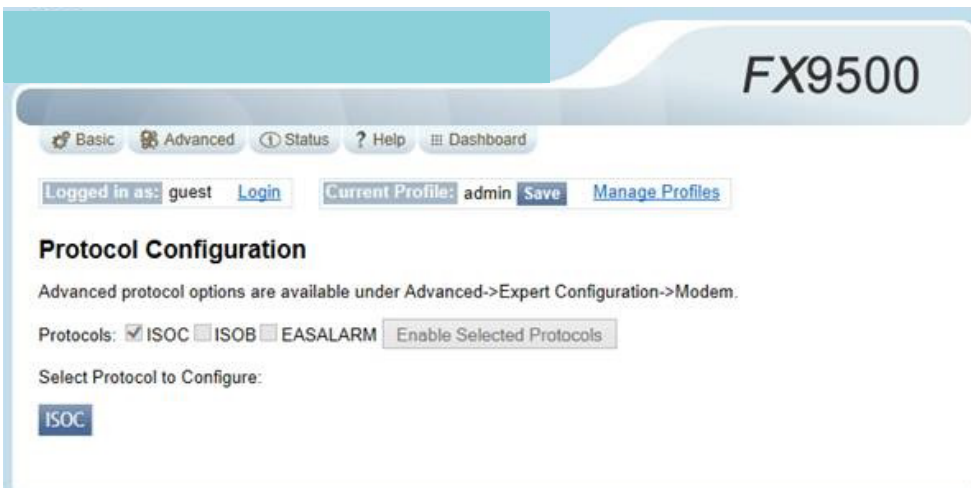 FX9500
Basic Advanced Status ? Help Dashboard
Logged in as: guest Login Current Profile: admin Save Manage Profiles
Protocol Configuration
Advanced protocol options are available under Advanced->Expert Configuration->Modem.
Protocols: ISOC ISOB EASALARM Enable Selected Protocols
Select Protocol to Configure:
ISOC